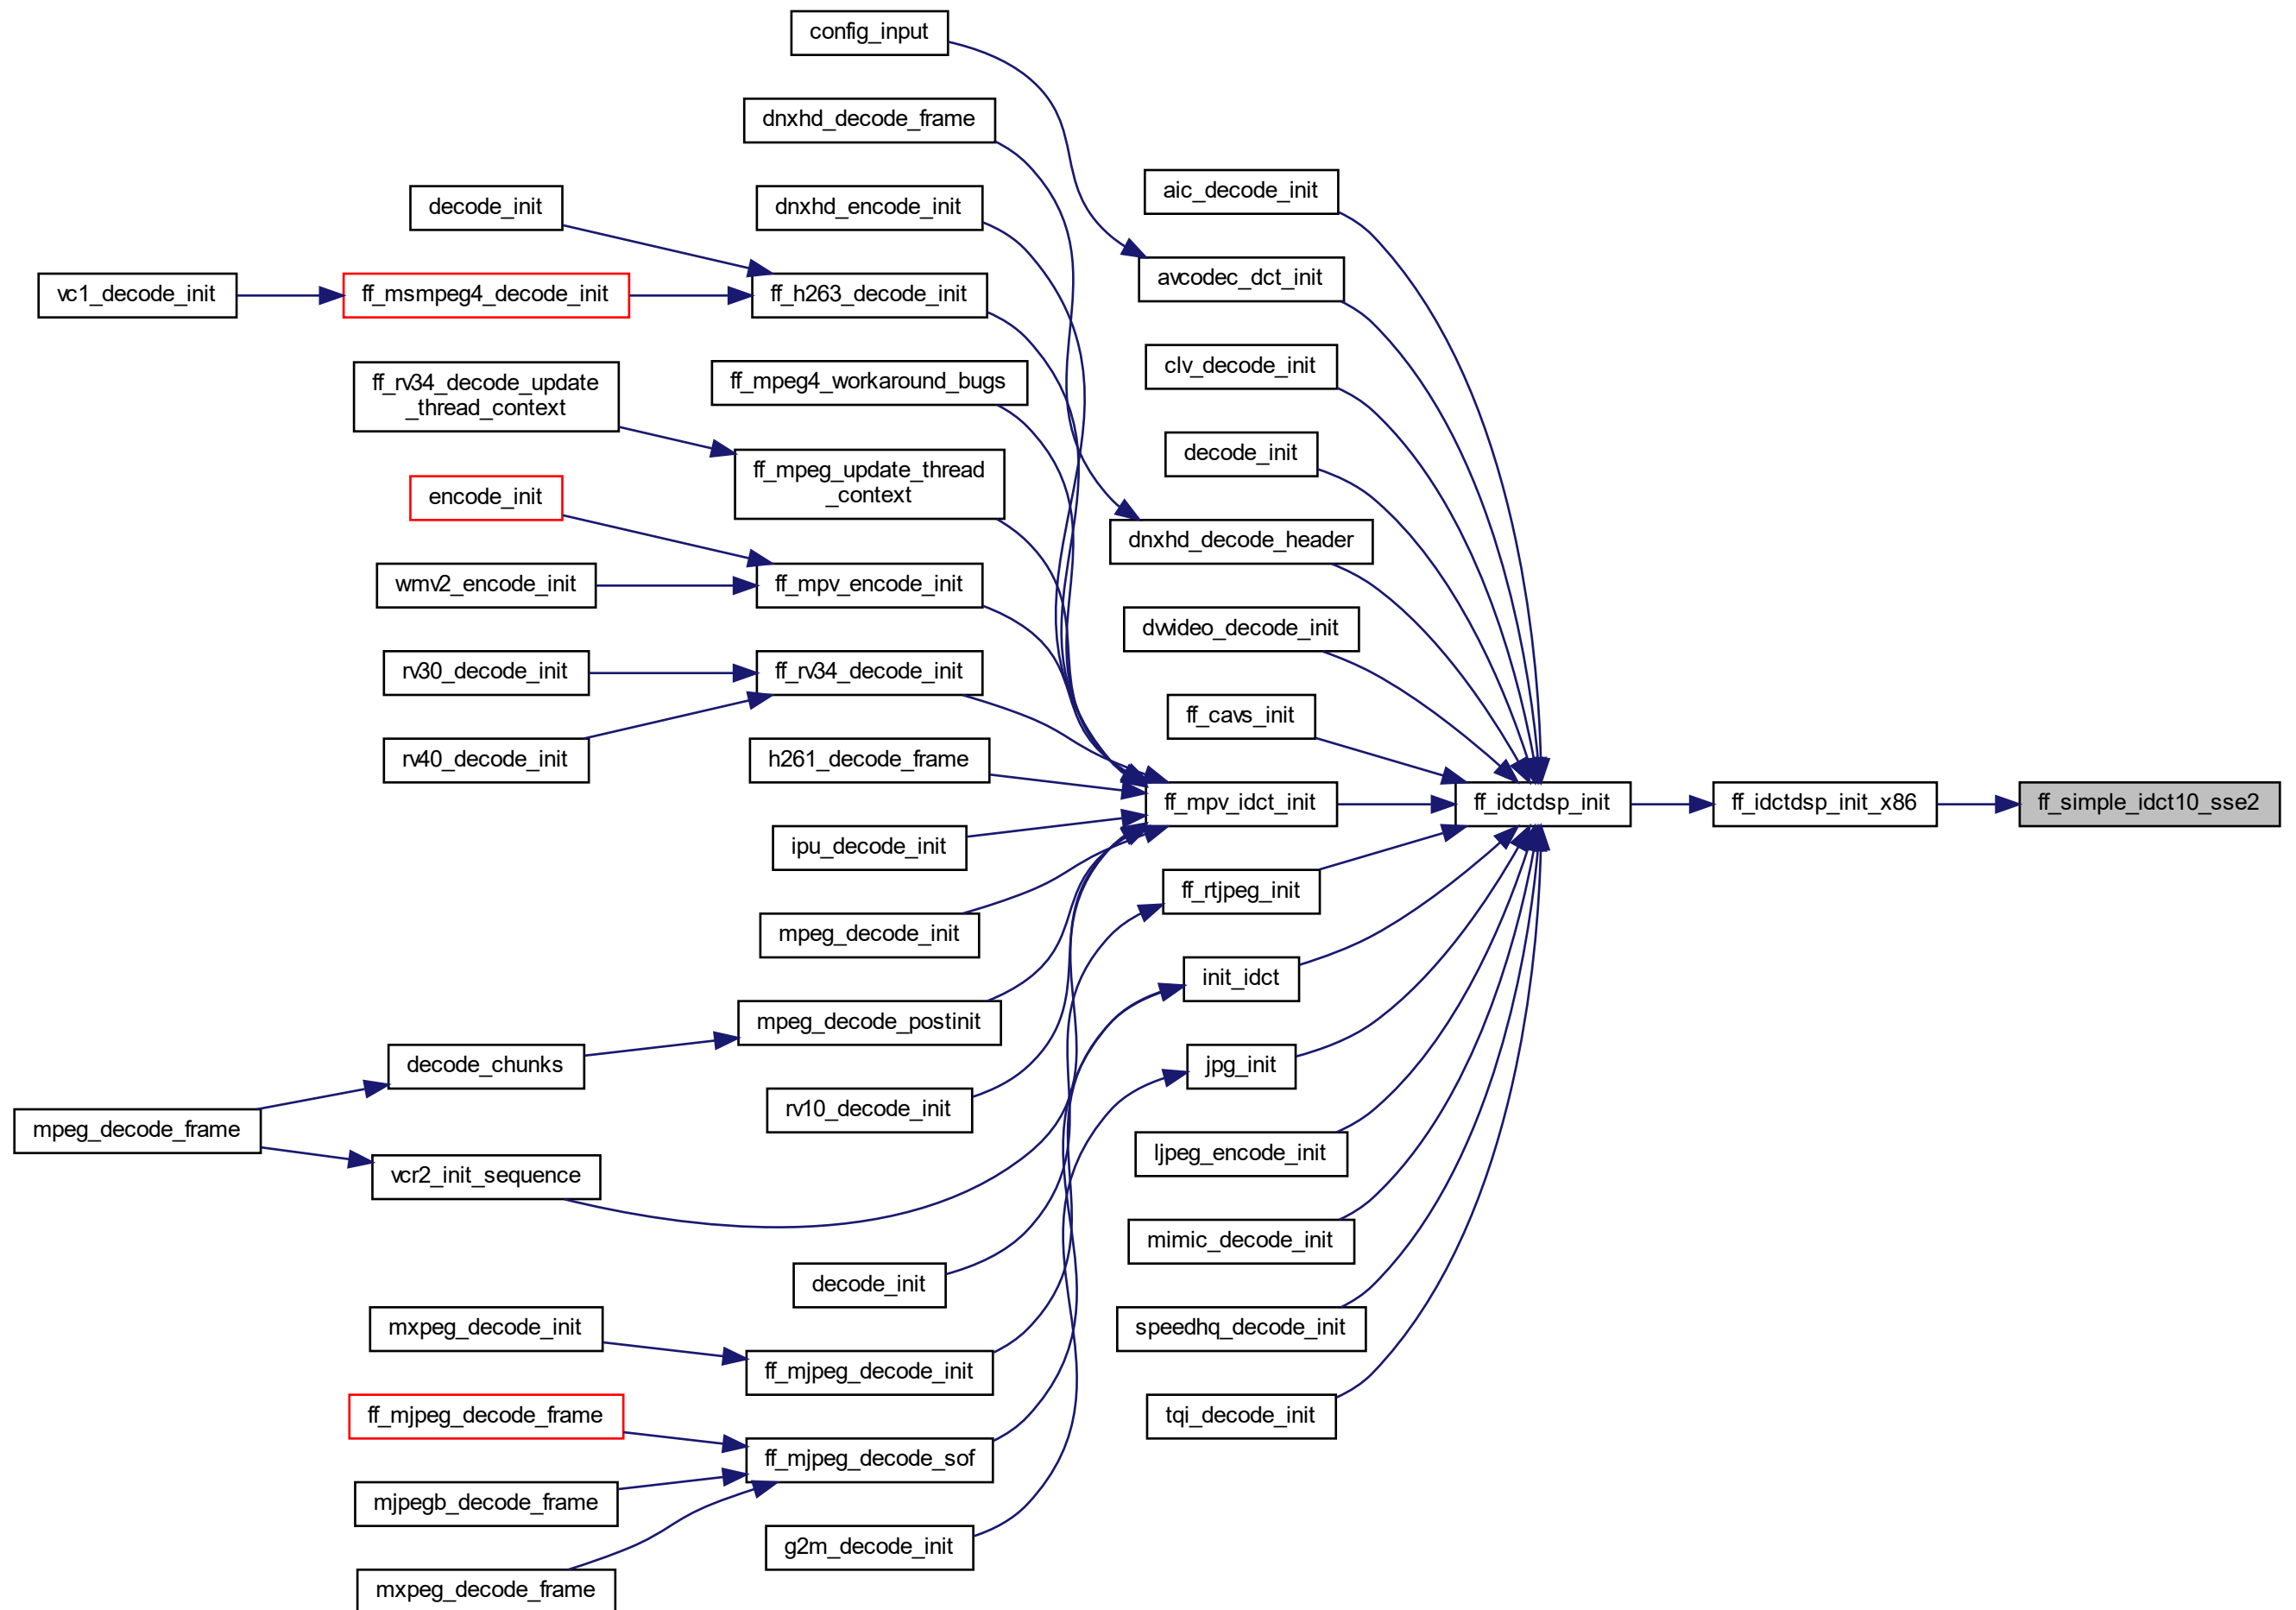 config_input
dnxhd_decode_frame
aic_decode_init
decode_init
dnxhd_encode_init
avcodec_dct_init
vc1_decode_init
ff_msmpeg4_decode_init
ff_h263_decode_init
clv_decode_init
ff_rv34_decode_update
_thread_context
ff_mpeg4_workaround_bugs
decode_init
ff_mpeg_update_thread
_context
encode_init
dnxhd_decode_header
wmv2_encode_init
ff_mpv_encode_init
dvvideo_decode_init
rv30_decode_init
ff_rv34_decode_init
ff_cavs_init
rv40_decode_init
h261_decode_frame
ff_mpv_idct_init
ff_idctdsp_init
ff_idctdsp_init_x86
ff_simple_idct10_sse2
ipu_decode_init
ff_rtjpeg_init
mpeg_decode_init
init_idct
mpeg_decode_postinit
decode_chunks
jpg_init
rv10_decode_init
mpeg_decode_frame
ljpeg_encode_init
vcr2_init_sequence
mimic_decode_init
decode_init
mxpeg_decode_init
speedhq_decode_init
ff_mjpeg_decode_init
ff_mjpeg_decode_frame
tqi_decode_init
ff_mjpeg_decode_sof
mjpegb_decode_frame
g2m_decode_init
mxpeg_decode_frame